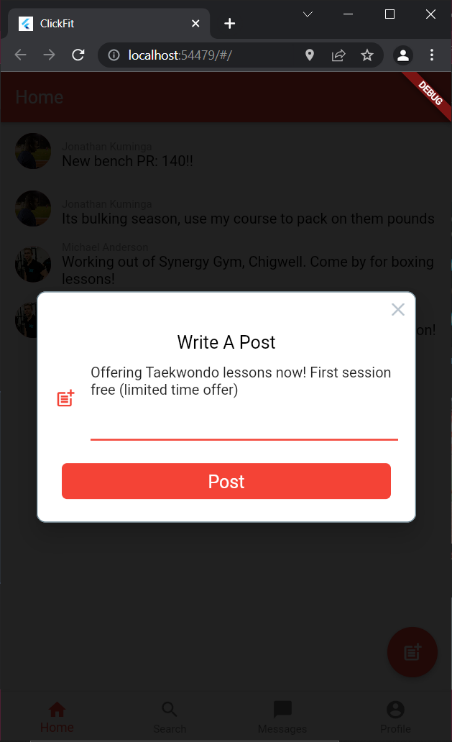 ClickFit
localhost:54479/#/
DEBUG
Home
Jonathan Kuminga
New bench PR: 140!!
Jonathan Kuminga
Its bulking season, use my course to pack on them pounds
Michael Anderson
Working out of Synergy Gym, Chigwell. Come by for boxing
lessons!
on!
Write A Post
Offering Taekwondo lessons now! First session
free (limited time offer)
Post
Home
Search
Messages
Profile